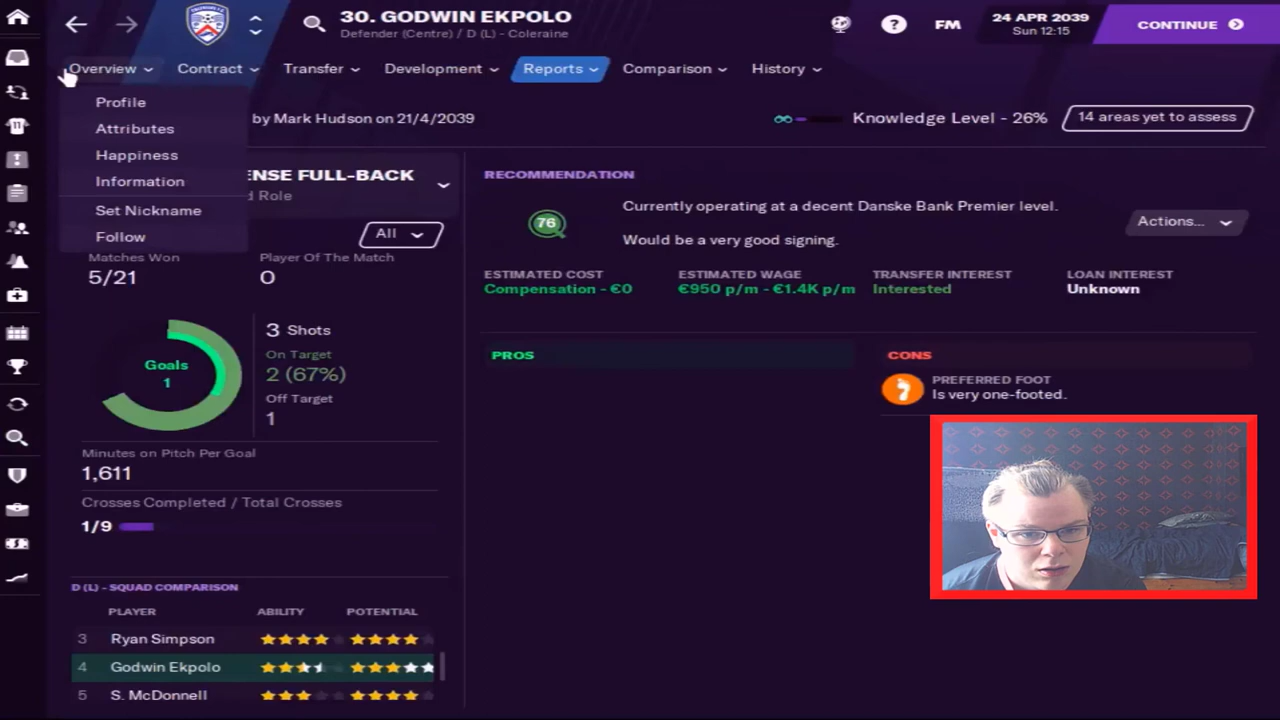 30. GODWIN EKPOLO
Defender (Centre) / D (L) - Coleraine
FM
24 APR 2039
Sun 12:15
CONTINUE
Overview
Contract
Transfer
Development
Reports
Comparison
History
Profile
Attributes
Happiness
Information
Set Nickname
Follow
by Mark Hudson on 21/4/2039
Knowledge Level - 26%
14 areas yet to assess
ENSE FULL-BACK
d Role
All
Matches Won
5/21
Player Of The Match
0
Goals
1
3 Shots
On Target
2 (67%)
Off Target
1
Minutes on Pitch Per Goal
1,611
Crosses Completed / Total Crosses
1/9
D (L) - SQUAD COMPARISON
PLAYER ABILITY POTENTIAL
3 Ryan Simpson
4 Godwin Ekpolo
5 S. McDonnell
RECOMMENDATION
76
Currently operating at a decent Danske Bank Premier level.
Would be a very good signing.
Actions...
ESTIMATED COST
Compensation - €0
ESTIMATED WAGE
€950 p/m - €1.4K p/m
TRANSFER INTEREST
Interested
LOAN INTEREST
Unknown
PROS
CONS
PREFERRED FOOT
Is very one-footed.